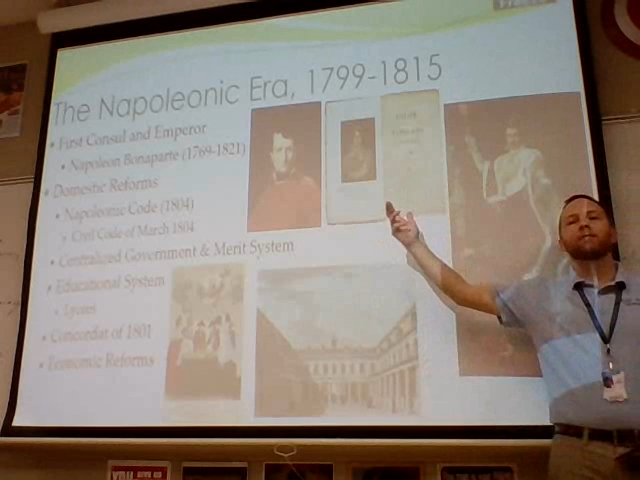 The Napoleonic Era, 1799-1815
• First Consul and Emperor
• Napoleon Bonaparte (1769-1821)
• Domestic Reforms
• Napoleonic Code (1804)
• Civil Code of March 1804
• Centralized Government & Merit System
• Educational System
• Lycees
• Concordat of 1801
• Economic Reforms
YOU